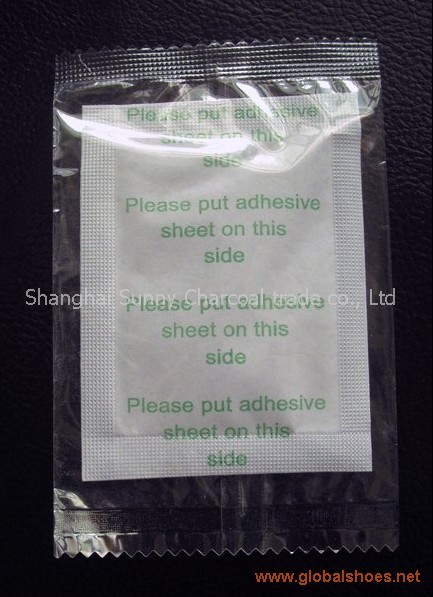 Please put adhesive
sheet on this
side
Please put adhesive
sheet on this
side
Shanghai Sunny Charcoal trade co., Ltd
Please put adhesive
sheet on this
side
Please put adhesive
sheet on this
side
www.globalshoes.net